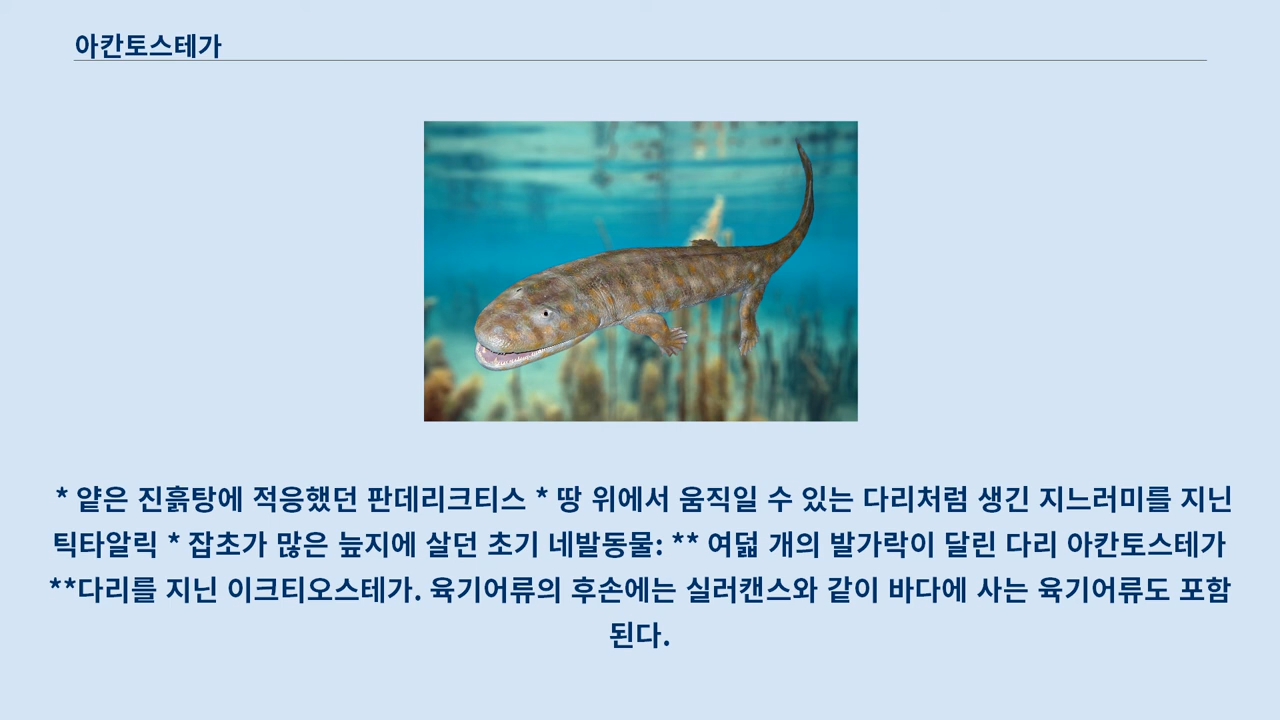 아칸토스테가
* 얕은 진흙탕에 적응했던 판데리크티스 * 땅 위에서 움직일 수 있는 다리처럼 생긴 지느러미를 지닌
틱타알릭 * 잡초가 많은 늪지에 살던 초기 네발동물: ** 여덟 개의 발가락이 달린 다리 아칸토스테가
**다리를 지닌 이크티오스테가. 육기어류의 후손에는 실러캔스와 같이 바다에 사는 육기어류도 포함
된다.